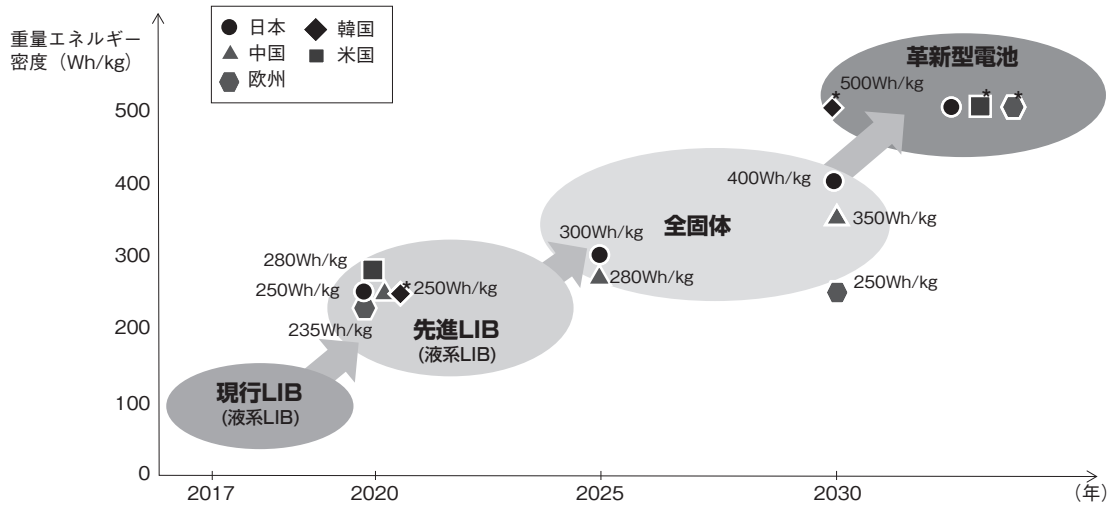 重量エネルギー
密度（Wh/kg）
● 日本 ◆ 韓国
▲ 中国 ■ 米国
⬢ 欧州
革新型電池
500Wh/kg
*
*
*
500
400
300
200
100
0
400Wh/kg
350Wh/kg
全固体
300Wh/kg
280Wh/kg
250Wh/kg
280Wh/kg
250Wh/kg
*
250Wh/kg
235Wh/kg
先進LIB
(液系LIB)
現行LIB
(液系LIB)
2017 2020 2025 2030 （年）